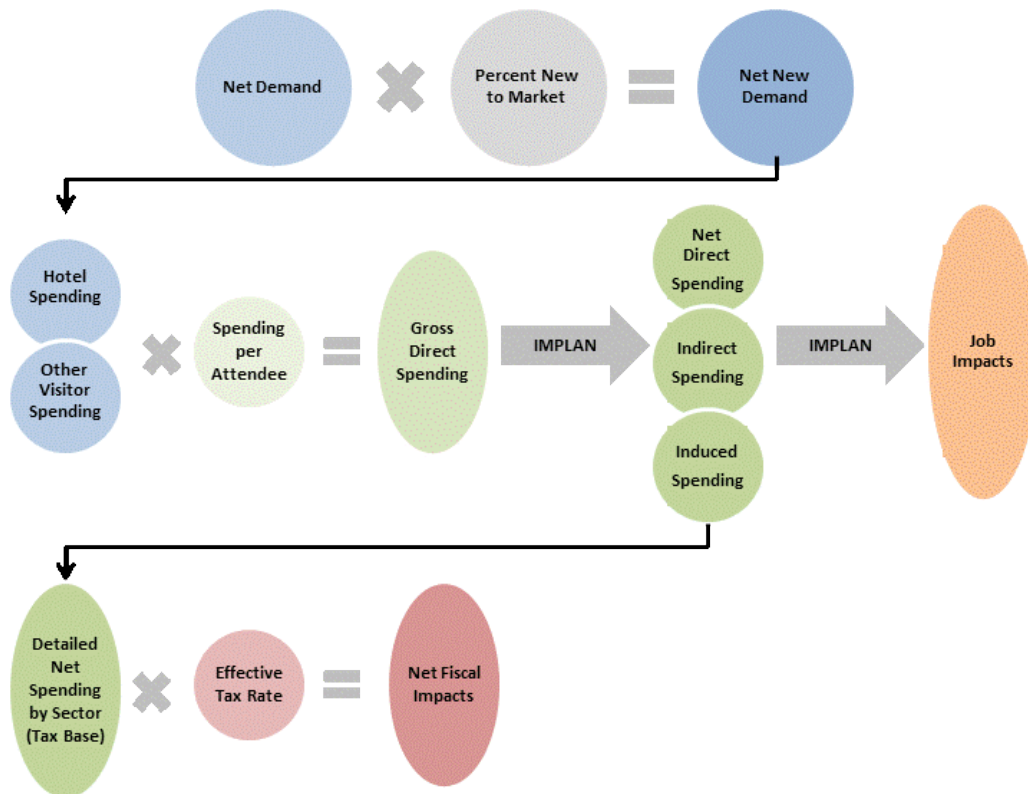 Net Demand
Percent New
to Market
Net New
Demand
Hotel
Spending
Other
Visitor
Spending
Spending
per
Attendee
Gross
Direct
Spending
IMPLAN
Net
Direct
Spending
Indirect
Spending
Induced
Spending
IMPLAN
Job
Impacts
Detailed
Net
Spending
by Sector
(Tax Base)
Effective
Tax Rate
Net Fiscal
Impacts